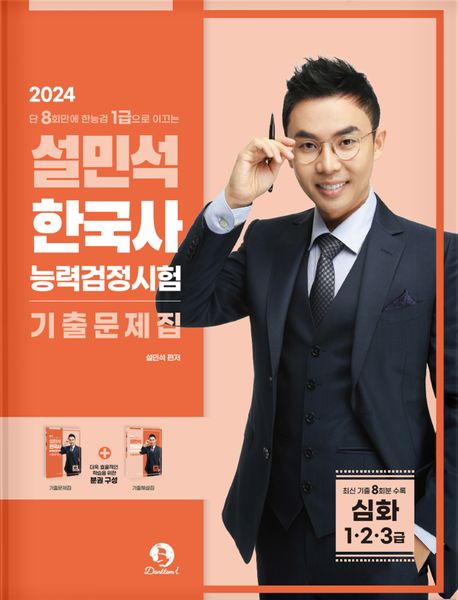 2024
단 8회만에 한능검 1급으로 이끄는
설민석
한국사
능력검정시험
기출문제집
설민석 편저
더욱 효율적인
학습을 위한
분권 구성
기출문제집
기출해설집
최신 기출 8회분 수록
심화
1·2·3급
Dankkumi